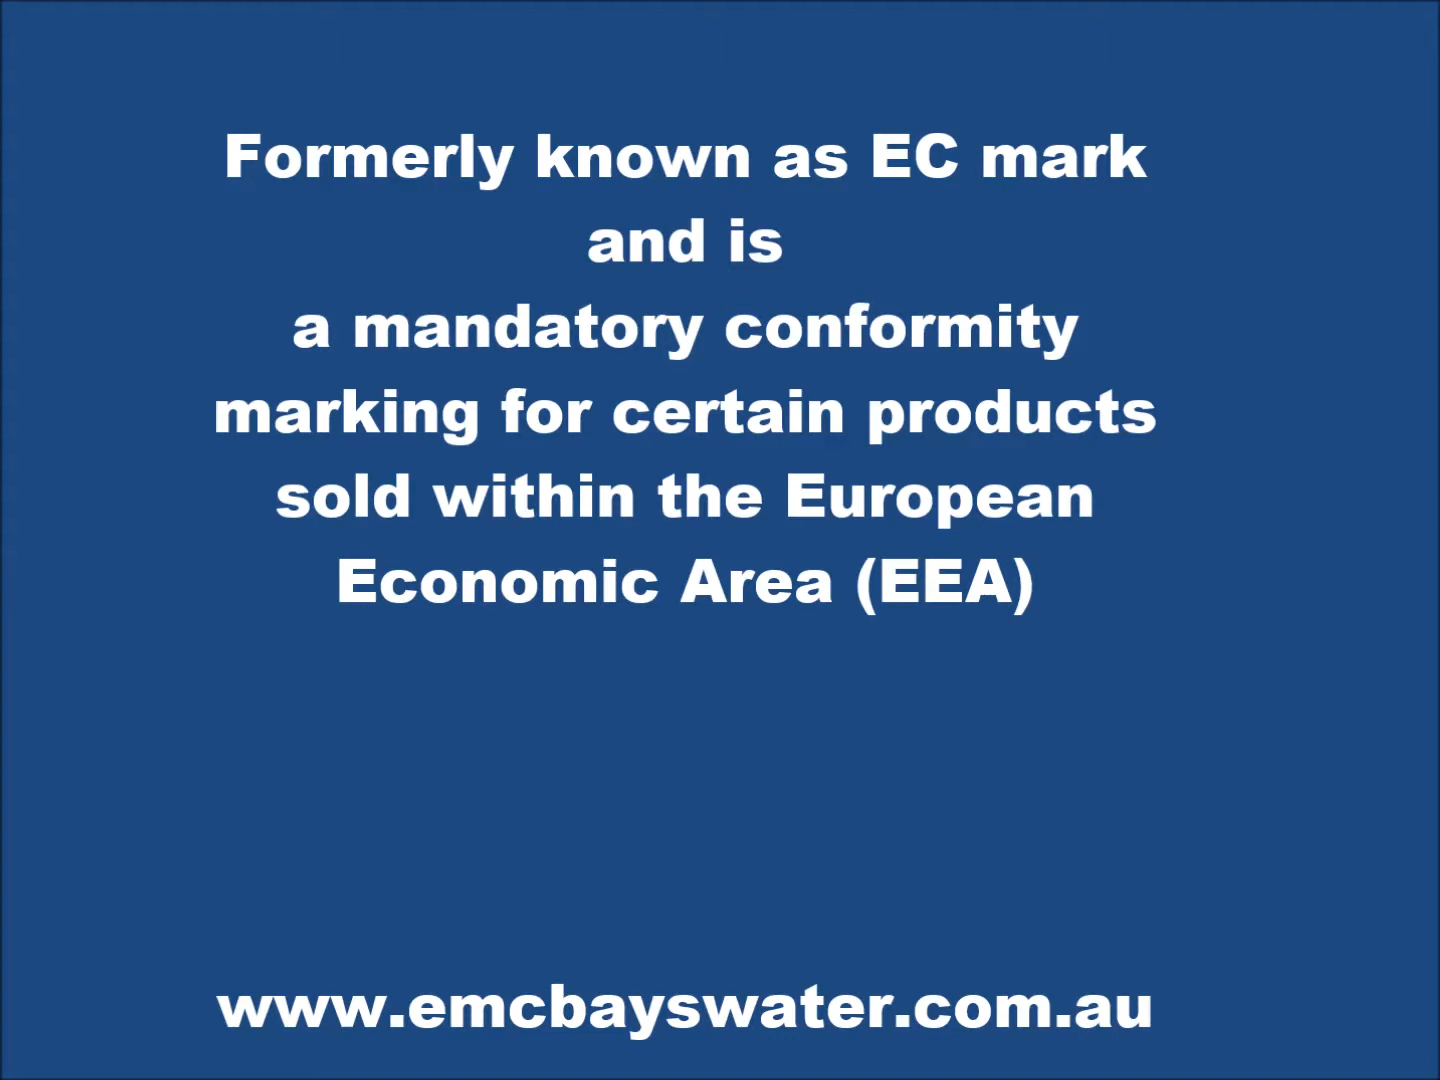 Formerly known as EC mark
and is
a mandatory conformity
marking for certain products
sold within the European
Economic Area (EEA)
www.emcbayswater.com.au